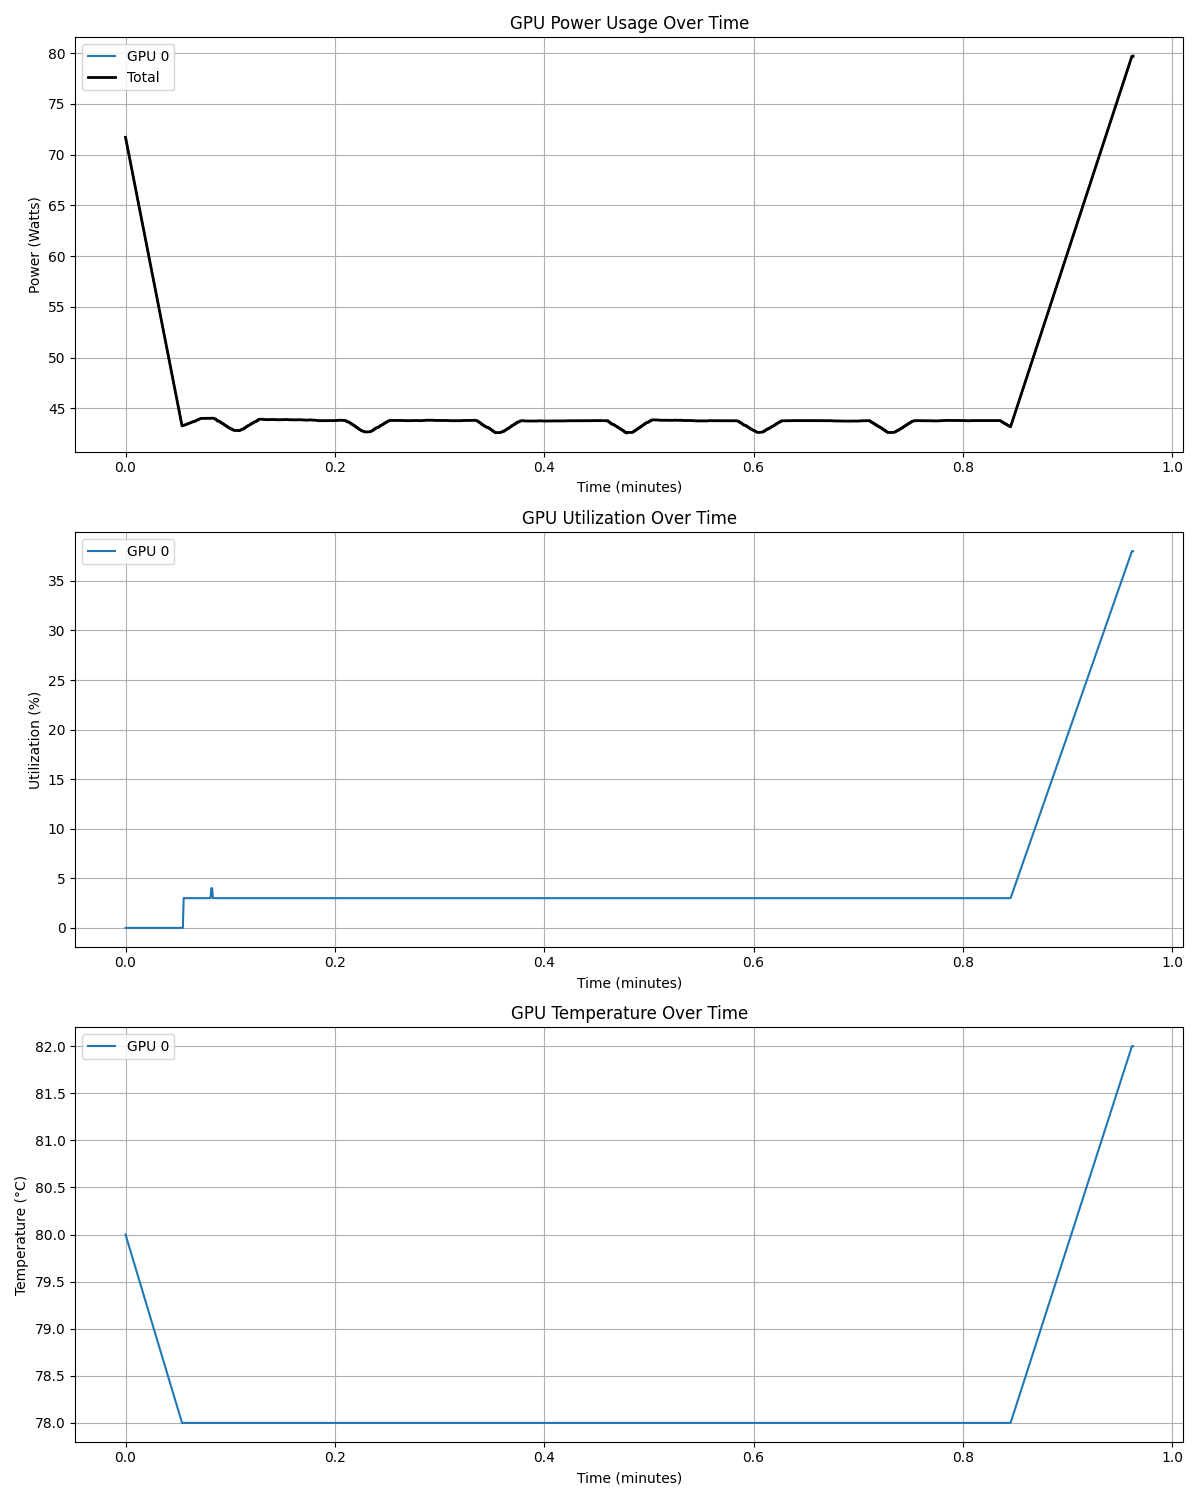 GPU Power Usage Over Time
GPU 0
Total
80
75
70
65
60
55
50
45
Power (Watts)
0.0 0.2 0.4 0.6 0.8 1.0
Time (minutes)
GPU Utilization Over Time
GPU 0
35
30
25
20
15
10
5
0
Utilization (%)
0.0 0.2 0.4 0.6 0.8 1.0
Time (minutes)
GPU Temperature Over Time
GPU 0
82.0
81.5
81.0
80.5
80.0
79.5
79.0
78.5
78.0
Temperature (°C)
0.0 0.2 0.4 0.6 0.8 1.0
Time (minutes)